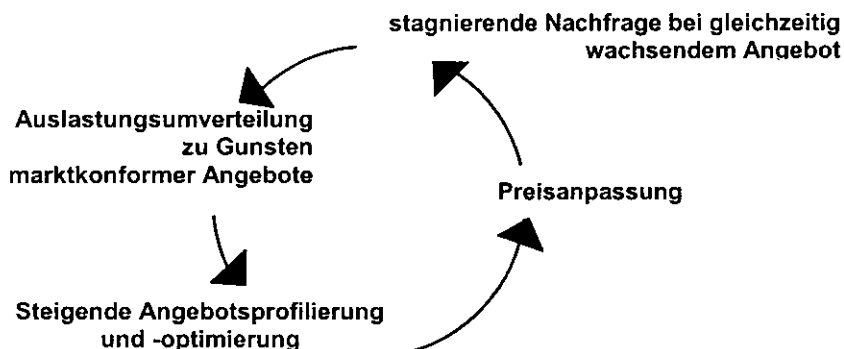 stagnierende Nachfrage bei gleichzeitig
wachsendem Angebot
Auslastungsumverteilung
zu Gunsten
marktkonformer Angebote
Preisanpassung
Steigende Angebotsprofilierung
und -optimierung